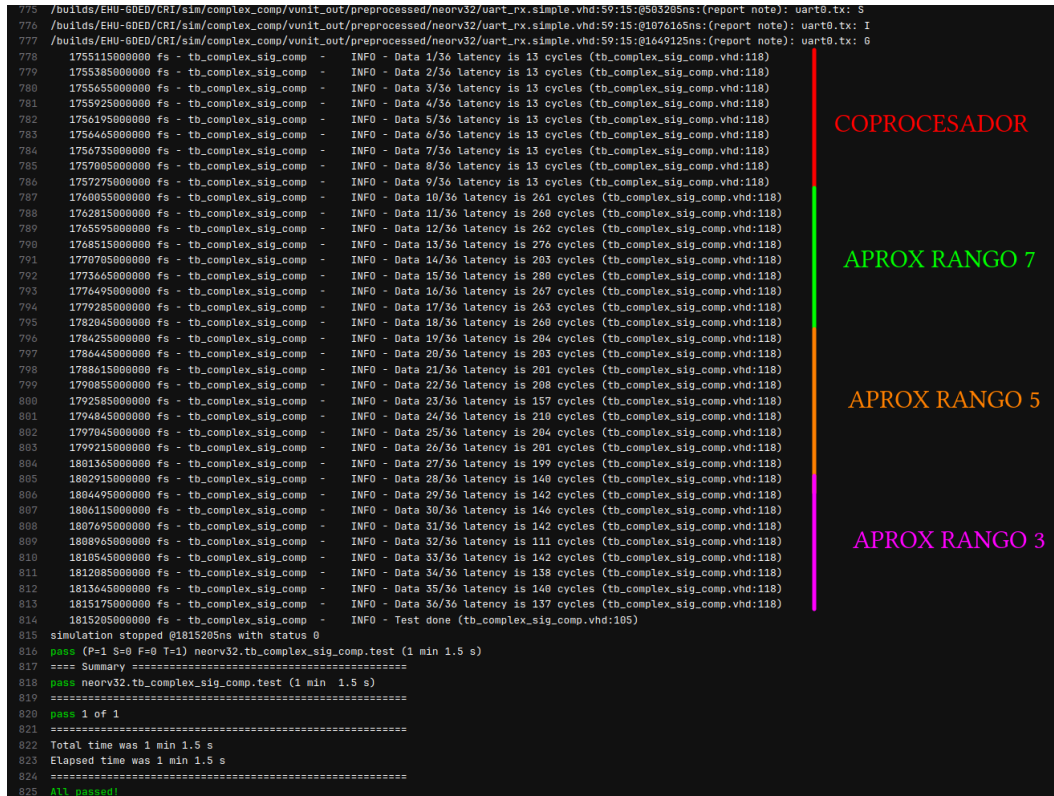 775 /builds/EHU-GDED/CRI/sim/complex_comp/vunit_out/preprocessed/neorv32/uart_rx.simple.vhd:59:15:@503205ns:(report note): uart0.tx: S
776 /builds/EHU-GDED/CRI/sim/complex_comp/vunit_out/preprocessed/neorv32/uart_rx.simple.vhd:59:15:@1076165ns:(report note): uart0.tx: I
777 /builds/EHU-GDED/CRI/sim/complex_comp/vunit_out/preprocessed/neorv32/uart_rx.simple.vhd:59:15:@1649125ns:(report note): uart0.tx: G
778 1755115000000 fs - tb_complex_sig_comp - INFO - Data 1/36 latency is 13 cycles (tb_complex_sig_comp.vhd:118)
779 1755385000000 fs - tb_complex_sig_comp - INFO - Data 2/36 latency is 13 cycles (tb_complex_sig_comp.vhd:118)
780 1755655000000 fs - tb_complex_sig_comp - INFO - Data 3/36 latency is 13 cycles (tb_complex_sig_comp.vhd:118)
781 1755925000000 fs - tb_complex_sig_comp - INFO - Data 4/36 latency is 13 cycles (tb_complex_sig_comp.vhd:118)
782 1756195000000 fs - tb_complex_sig_comp - INFO - Data 5/36 latency is 13 cycles (tb_complex_sig_comp.vhd:118)
COPROCESADOR
783 1756465000000 fs - tb_complex_sig_comp - INFO - Data 6/36 latency is 13 cycles (tb_complex_sig_comp.vhd:118)
784 1756735000000 fs - tb_complex_sig_comp - INFO - Data 7/36 latency is 13 cycles (tb_complex_sig_comp.vhd:118)
785 1757005000000 fs - tb_complex_sig_comp - INFO - Data 8/36 latency is 13 cycles (tb_complex_sig_comp.vhd:118)
786 1757275000000 fs - tb_complex_sig_comp - INFO - Data 9/36 latency is 13 cycles (tb_complex_sig_comp.vhd:118)
787 1760055000000 fs - tb_complex_sig_comp - INFO - Data 10/36 latency is 261 cycles (tb_complex_sig_comp.vhd:118)
788 1762815000000 fs - tb_complex_sig_comp - INFO - Data 11/36 latency is 260 cycles (tb_complex_sig_comp.vhd:118)
789 1765595000000 fs - tb_complex_sig_comp - INFO - Data 12/36 latency is 262 cycles (tb_complex_sig_comp.vhd:118)
790 1768515000000 fs - tb_complex_sig_comp - INFO - Data 13/36 latency is 276 cycles (tb_complex_sig_comp.vhd:118)
791 1770705000000 fs - tb_complex_sig_comp - INFO - Data 14/36 latency is 203 cycles (tb_complex_sig_comp.vhd:118)
APROX RANGO 7
792 1773665000000 fs - tb_complex_sig_comp - INFO - Data 15/36 latency is 280 cycles (tb_complex_sig_comp.vhd:118)
793 1776495000000 fs - tb_complex_sig_comp - INFO - Data 16/36 latency is 267 cycles (tb_complex_sig_comp.vhd:118)
794 1779285000000 fs - tb_complex_sig_comp - INFO - Data 17/36 latency is 263 cycles (tb_complex_sig_comp.vhd:118)
795 1782045000000 fs - tb_complex_sig_comp - INFO - Data 18/36 latency is 260 cycles (tb_complex_sig_comp.vhd:118)
796 1784255000000 fs - tb_complex_sig_comp - INFO - Data 19/36 latency is 204 cycles (tb_complex_sig_comp.vhd:118)
797 1786445000000 fs - tb_complex_sig_comp - INFO - Data 20/36 latency is 203 cycles (tb_complex_sig_comp.vhd:118)
798 1788615000000 fs - tb_complex_sig_comp - INFO - Data 21/36 latency is 201 cycles (tb_complex_sig_comp.vhd:118)
799 1790855000000 fs - tb_complex_sig_comp - INFO - Data 22/36 latency is 208 cycles (tb_complex_sig_comp.vhd:118)
800 1792585000000 fs - tb_complex_sig_comp - INFO - Data 23/36 latency is 157 cycles (tb_complex_sig_comp.vhd:118)
APROX RANGO 5
801 1794845000000 fs - tb_complex_sig_comp - INFO - Data 24/36 latency is 210 cycles (tb_complex_sig_comp.vhd:118)
802 1797045000000 fs - tb_complex_sig_comp - INFO - Data 25/36 latency is 204 cycles (tb_complex_sig_comp.vhd:118)
803 1799215000000 fs - tb_complex_sig_comp - INFO - Data 26/36 latency is 201 cycles (tb_complex_sig_comp.vhd:118)
804 1801365000000 fs - tb_complex_sig_comp - INFO - Data 27/36 latency is 199 cycles (tb_complex_sig_comp.vhd:118)
805 1802915000000 fs - tb_complex_sig_comp - INFO - Data 28/36 latency is 140 cycles (tb_complex_sig_comp.vhd:118)
806 1804495000000 fs - tb_complex_sig_comp - INFO - Data 29/36 latency is 142 cycles (tb_complex_sig_comp.vhd:118)
807 1806115000000 fs - tb_complex_sig_comp - INFO - Data 30/36 latency is 146 cycles (tb_complex_sig_comp.vhd:118)
808 1807695000000 fs - tb_complex_sig_comp - INFO - Data 31/36 latency is 142 cycles (tb_complex_sig_comp.vhd:118)
809 1808965000000 fs - tb_complex_sig_comp - INFO - Data 32/36 latency is 111 cycles (tb_complex_sig_comp.vhd:118)
APROX RANGO 3
810 1810545000000 fs - tb_complex_sig_comp - INFO - Data 33/36 latency is 142 cycles (tb_complex_sig_comp.vhd:118)
811 1812085000000 fs - tb_complex_sig_comp - INFO - Data 34/36 latency is 138 cycles (tb_complex_sig_comp.vhd:118)
812 1813645000000 fs - tb_complex_sig_comp - INFO - Data 35/36 latency is 140 cycles (tb_complex_sig_comp.vhd:118)
813 1815175000000 fs - tb_complex_sig_comp - INFO - Data 36/36 latency is 137 cycles (tb_complex_sig_comp.vhd:118)
814 1815205000000 fs - tb_complex_sig_comp - INFO - Test done (tb_complex_sig_comp.vhd:105)
815 simulation stopped @1815205ns with status 0
816 pass (P=1 S=0 F=0 T=1) neorv32.tb_complex_sig_comp.test (1 min 1.5 s)
817 ==== Summary ==========================================
818 pass neorv32.tb_complex_sig_comp.test (1 min 1.5 s)
819 =======================================================
820 pass 1 of 1
821 =======================================================
822 Total time was 1 min 1.5 s
823 Elapsed time was 1 min 1.5 s
824 =======================================================
825 All passed!